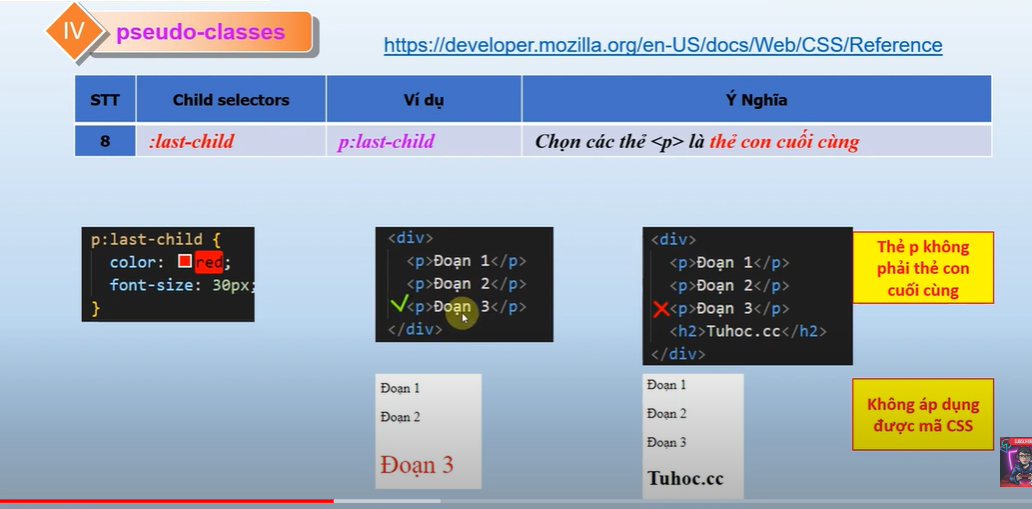 IV
pseudo-classes
https://developer.mozilla.org/en-US/docs/Web/CSS/Reference
STT Child selectors Ví dụ Ý Nghĩa
8 :last-child p:last-child Chọn các thẻ <p> là thẻ con cuối cùng
p:last-child {
color: red;
font-size: 30px;
}
<div>
<p>Đoạn 1</p>
<p>Đoạn 2</p>
<p>Đoạn 3</p>
</div>
<div>
<p>Đoạn 1</p>
<p>Đoạn 2</p>
<p>Đoạn 3</p>
<h2>Tuhoc.cc</h2>
</div>
Thẻ p không
phải thẻ con
cuối cùng
Đoạn 1
Đoạn 2
Đoạn 3
Đoạn 1
Đoạn 2
Đoạn 3
Tuhoc.cc
Không áp dụng
được mã CSS